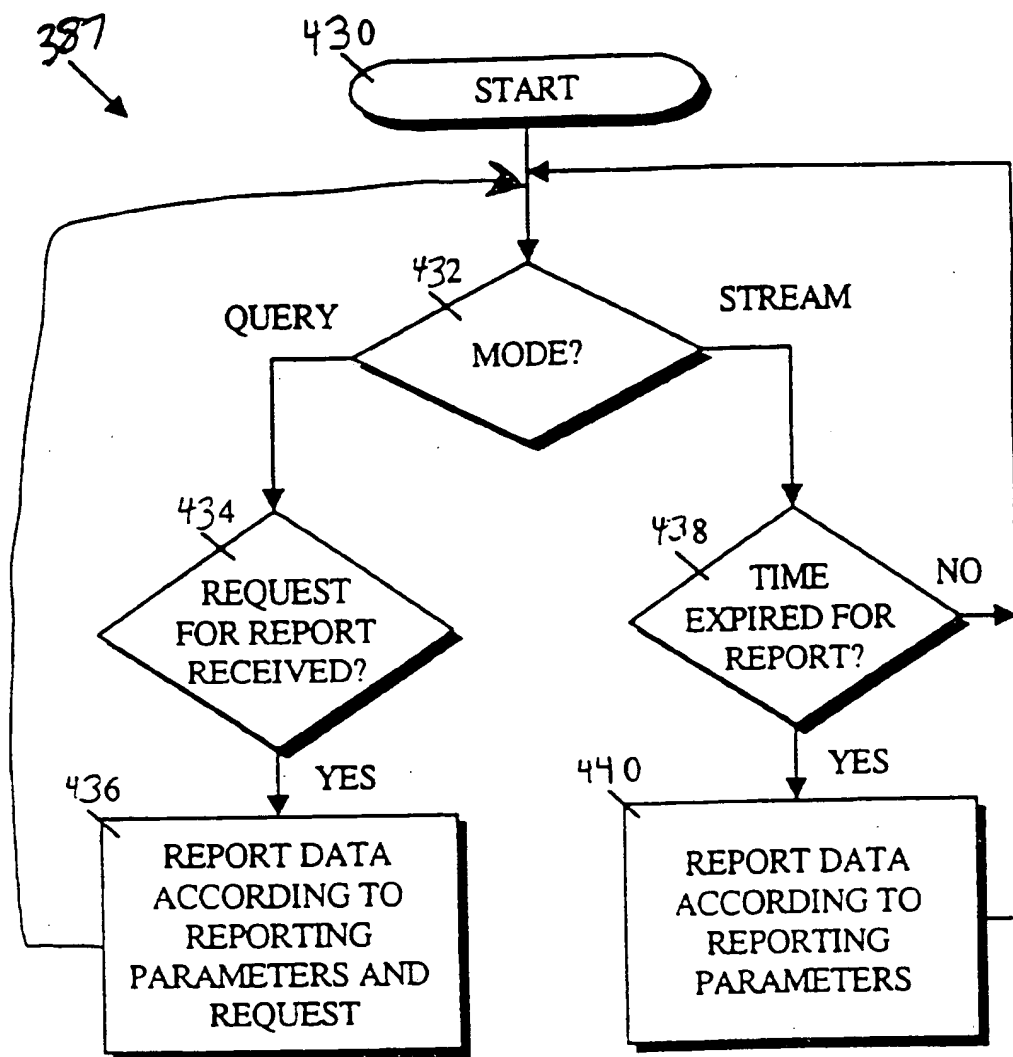 387
430
START
432
QUERY
STREAM
MODE?
434
REQUEST
FOR REPORT
RECEIVED?
438
TIME
EXPIRED FOR
REPORT?
NO
YES
YES
436
REPORT DATA
ACCORDING TO
REPORTING
PARAMETERS AND
REQUEST
440
REPORT DATA
ACCORDING TO
REPORTING
PARAMETERS